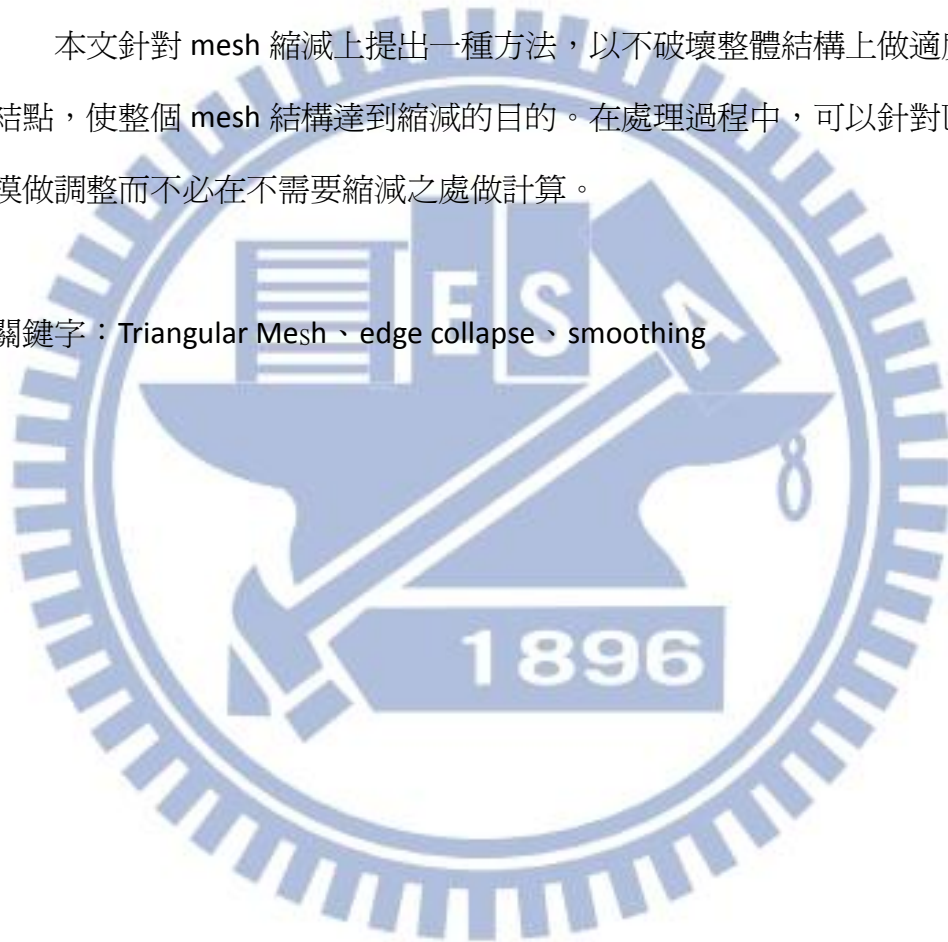 本文針對 mesh 縮減上提出一種方法，以不破壞整體結構上做適
結點，使整個 mesh 結構達到縮減的目的。在處理過程中，可以針對
做調整而不必在不需要縮減之處做計算。
關鍵字：Triangular Mesh、edge collapse、smoothing
E S A
8
1896